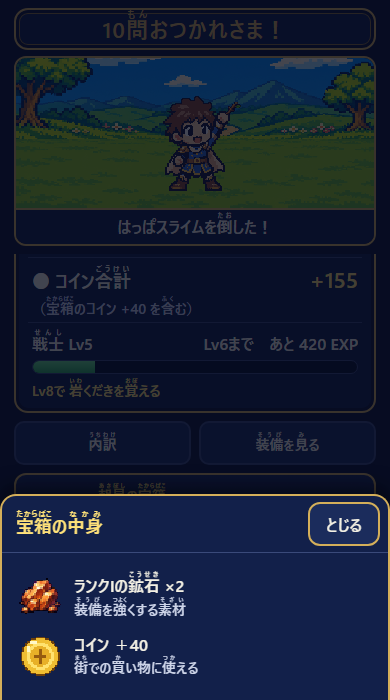 10問おつかれさま！
はっぱスライムを倒した！
コイン合計 +155
（宝箱のコイン +40 を含む）
戦士 Lv5 Lv6まで あと 420 EXP
Lv8で 岩くだきを覚える
内訳 装備を見る
宝箱の中身 とじる
ランクIの鉱石 ×2
装備を強くする素材
コイン ＋40
街での買い物に使える